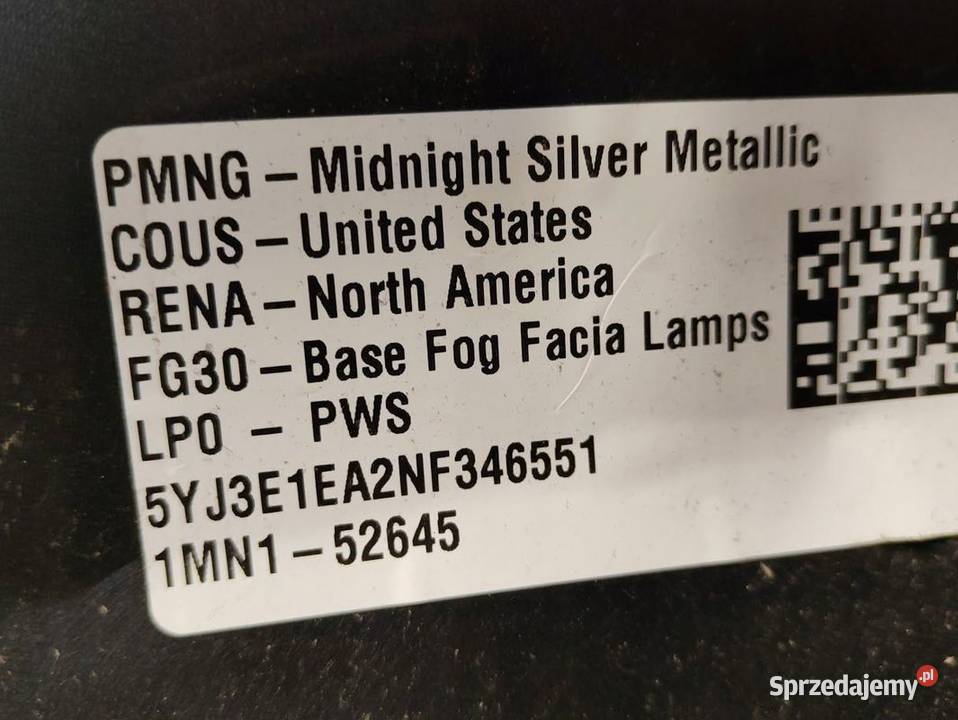 PMNG – Midnight Silver Metallic
COUS – United States
RENA – North America
FG30 – Base Fog Facia Lamps
LP0 – PWS
5YJ3E1EA2NF346551
1MN1 – 52645
Sprzedajemy.pl